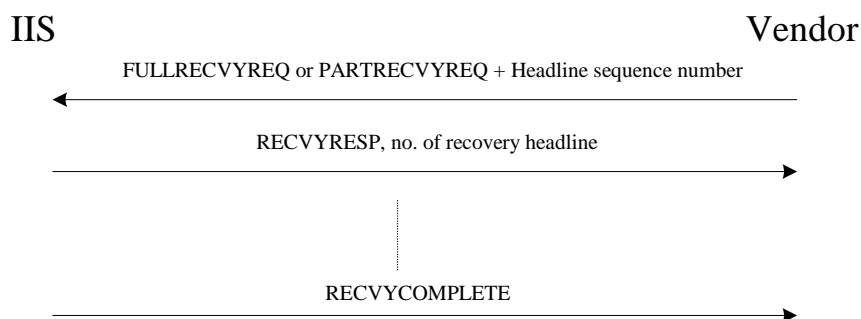 IIS
Vendor
FULLRECVYREQ or PARTRECVYREQ + Headline sequence number
RECVYRESP, no. of recovery headline
RECVYCOMPLETE